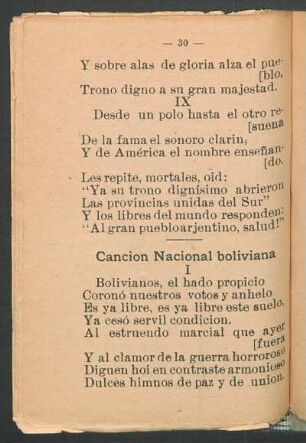 — 30 —
Y sobre alas de gloria alza el pue-
[blo,
Trono digno a su gran majestad.
IX
Desde un polo hasta el otro re-
[suena
De la fama el sonoro clarin;
Y de América el nombre enseñan-
[do.
Les repite, mortales, oid:
“Ya su trono dignísimo abrieron
Las provincias unidas del Sur”
Y los libres del mundo responden:
“Al gran puebloarjentino, salud!”
Cancion Nacional boliviana
I
Bolivianos, el hado propicio
Coronó nuestros votos y anhelo
Es ya libre, es ya libre este suelo,
Ya cesó servil condicion.
Al estruendo marcial que ayer
[fuera
Y al clamor de la guerra horroroso
Diguen hoi en contraste armonioso
Dulces himnos de paz y de union.